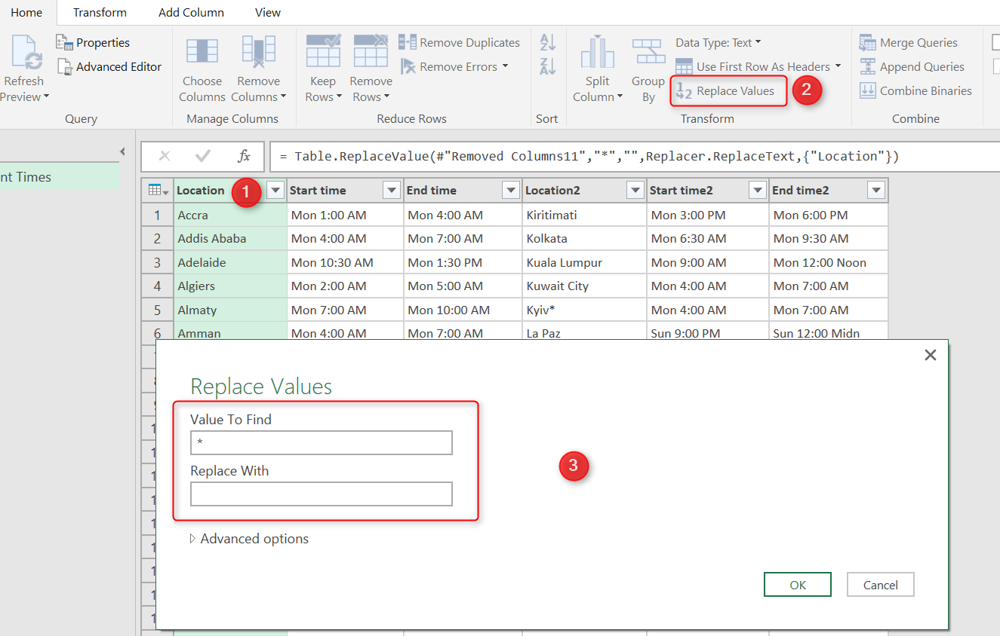 Home Transform Add Column View
Refresh Preview
Properties
Advanced Editor
Query
Choose Columns
Remove Columns
Manage Columns
Keep Rows
Remove Rows
Remove Duplicates
Remove Errors
Reduce Rows
A Z
Z A
Sort
Split Column
Group By
Data Type: Text
Use First Row As Headers
1 2 Replace Values
2
Transform
Merge Queries
Append Queries
Combine Binaries
Combine
nt Times
fx
= Table.ReplaceValue(#"Removed Columns11","*","",Replacer.ReplaceText,{"Location"})
Location 1 Start time End time Location2 Start time2 End time2
1 Accra Mon 1:00 AM Mon 4:00 AM Kiritimati Mon 3:00 PM Mon 6:00 PM
2 Addis Ababa Mon 4:00 AM Mon 7:00 AM Kolkata Mon 6:30 AM Mon 9:30 AM
3 Adelaide Mon 10:30 AM Mon 1:30 PM Kuala Lumpur Mon 9:00 AM Mon 12:00 Noon
4 Algiers Mon 2:00 AM Mon 5:00 AM Kuwait City Mon 4:00 AM Mon 7:00 AM
5 Almaty Mon 7:00 AM Mon 10:00 AM Kyiv* Mon 4:00 AM Mon 7:00 AM
6 Amman Mon 4:00 AM Mon 7:00 AM La Paz Sun 9:00 PM Sun 12:00 Midn
Replace Values
Value To Find
*
Replace With
3
Advanced options
OK Cancel